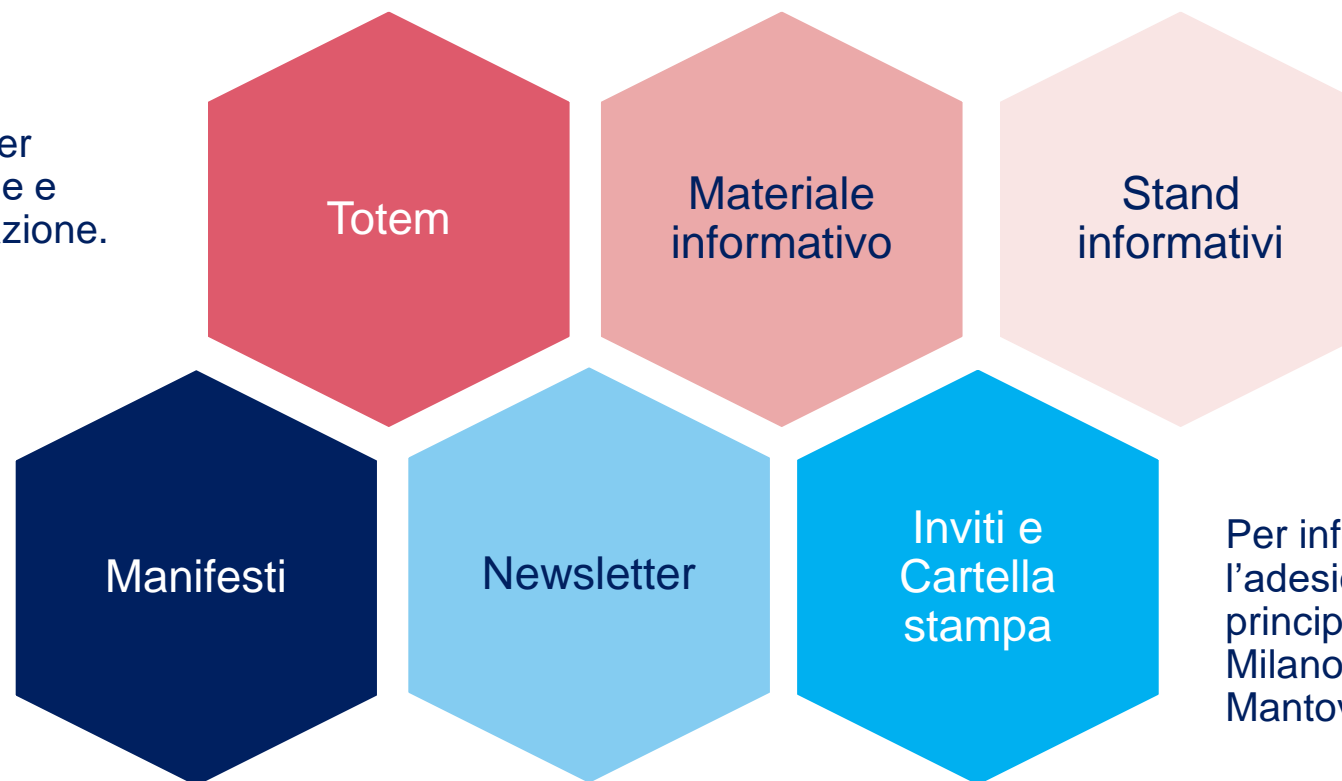 er
e e
zione.
Totem
Materiale
informativo
Stand
informativi
Manifesti
Newsletter
Inviti e
Cartella
stampa
Per inf
l’adesi
princip
Milano
Mantov